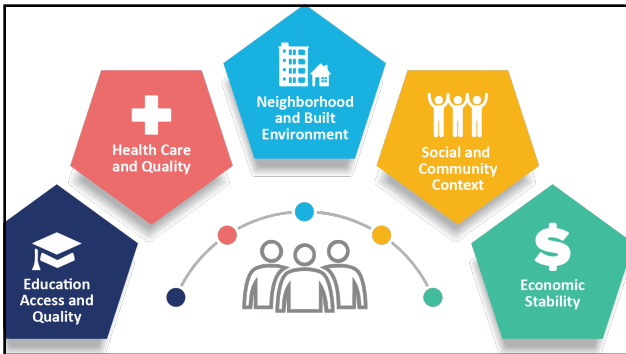 Education
Access and
Quality
Health Care
and Quality
Neighborhood
and Built
Environment
Social and
Community
Context
Economic
Stability